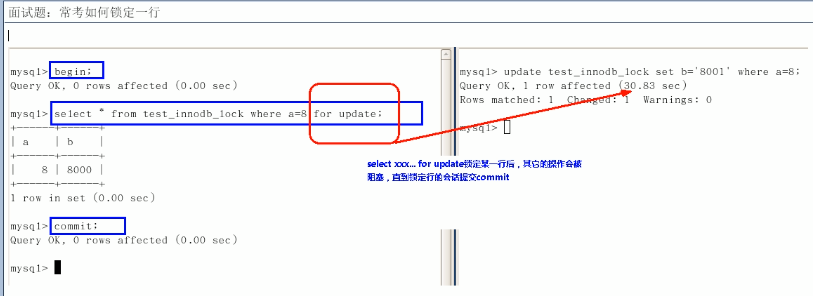 面试题：常考如何锁定一行
mysql> begin;
Query OK, 0 rows affected (0.00 sec)
mysql> select * from test_innodb_lock where a=8 for update;
+------+------+
| a    | b    |
+------+------+
|    8 | 8000 |
+------+------+
1 row in set (0.00 sec)
mysql> commit;
Query OK, 0 rows affected (0.00 sec)
mysql>
mysql> update test_innodb_lock set b='8001' where a=8;
Query OK, 1 row affected (30.83 sec)
Rows matched: 1  Changed: 1  Warnings: 0
mysql>
select xxx... for update锁定某一行后，其它的操作会被
阻塞，直到锁定行的会话提交commit